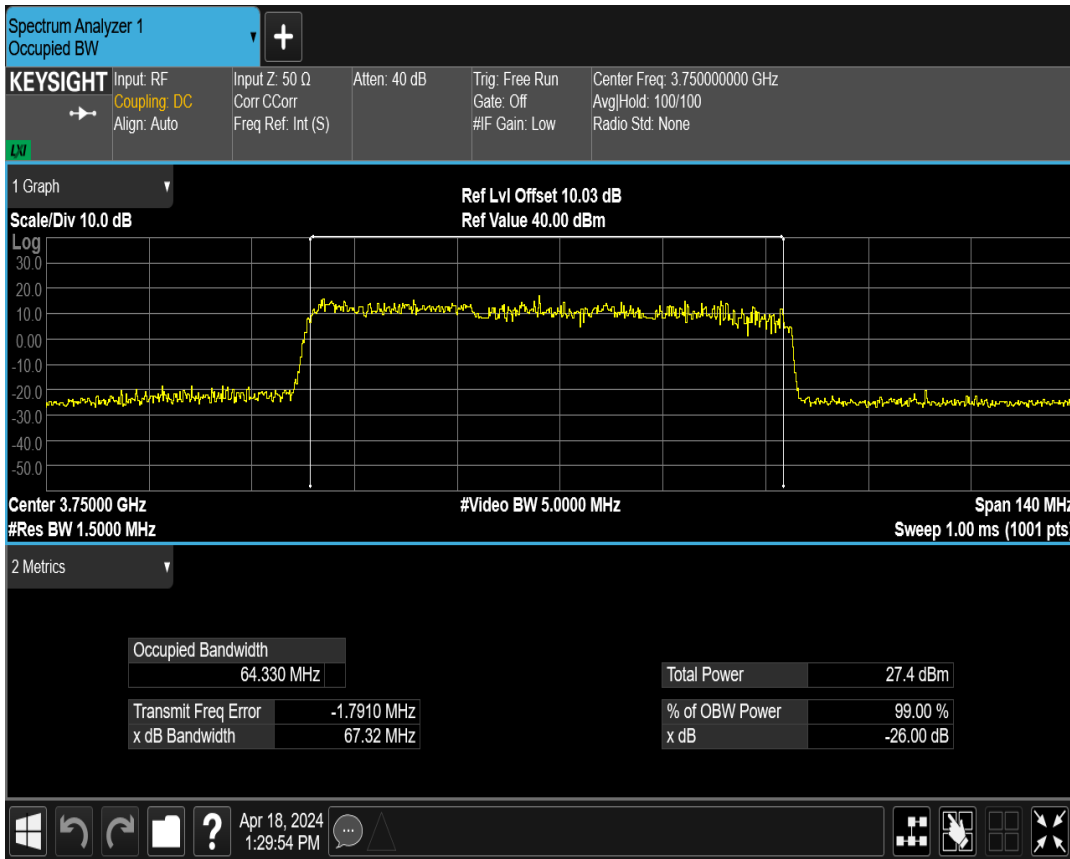 Spectrum Analyzer 1
Occupied BW
KEYSIGHT
LXI
Input: RF
Coupling: DC
Align: Auto
Input Z: 50 Ω
Corr CCorr
Freq Ref: Int (S)
Atten: 40 dB
Trig: Free Run
Gate: Off
#IF Gain: Low
Center Freq: 3.750000000 GHz
Avg|Hold: 100/100
Radio Std: None
1 Graph
Scale/Div 10.0 dB
Ref Lvl Offset 10.03 dB
Ref Value 40.00 dBm
Log
30.0
20.0
10.0
0.00
-10.0
-20.0
-30.0
-40.0
-50.0
Center 3.75000 GHz
#Video BW 5.0000 MHz
Span 140 MHz
#Res BW 1.5000 MHz
Sweep 1.00 ms (1001 pts)
2 Metrics
Occupied Bandwidth
64.330 MHz
Total Power 27.4 dBm
Transmit Freq Error -1.7910 MHz
% of OBW Power 99.00 %
x dB Bandwidth 67.32 MHz
x dB -26.00 dB
Apr 18, 2024
1:29:54 PM